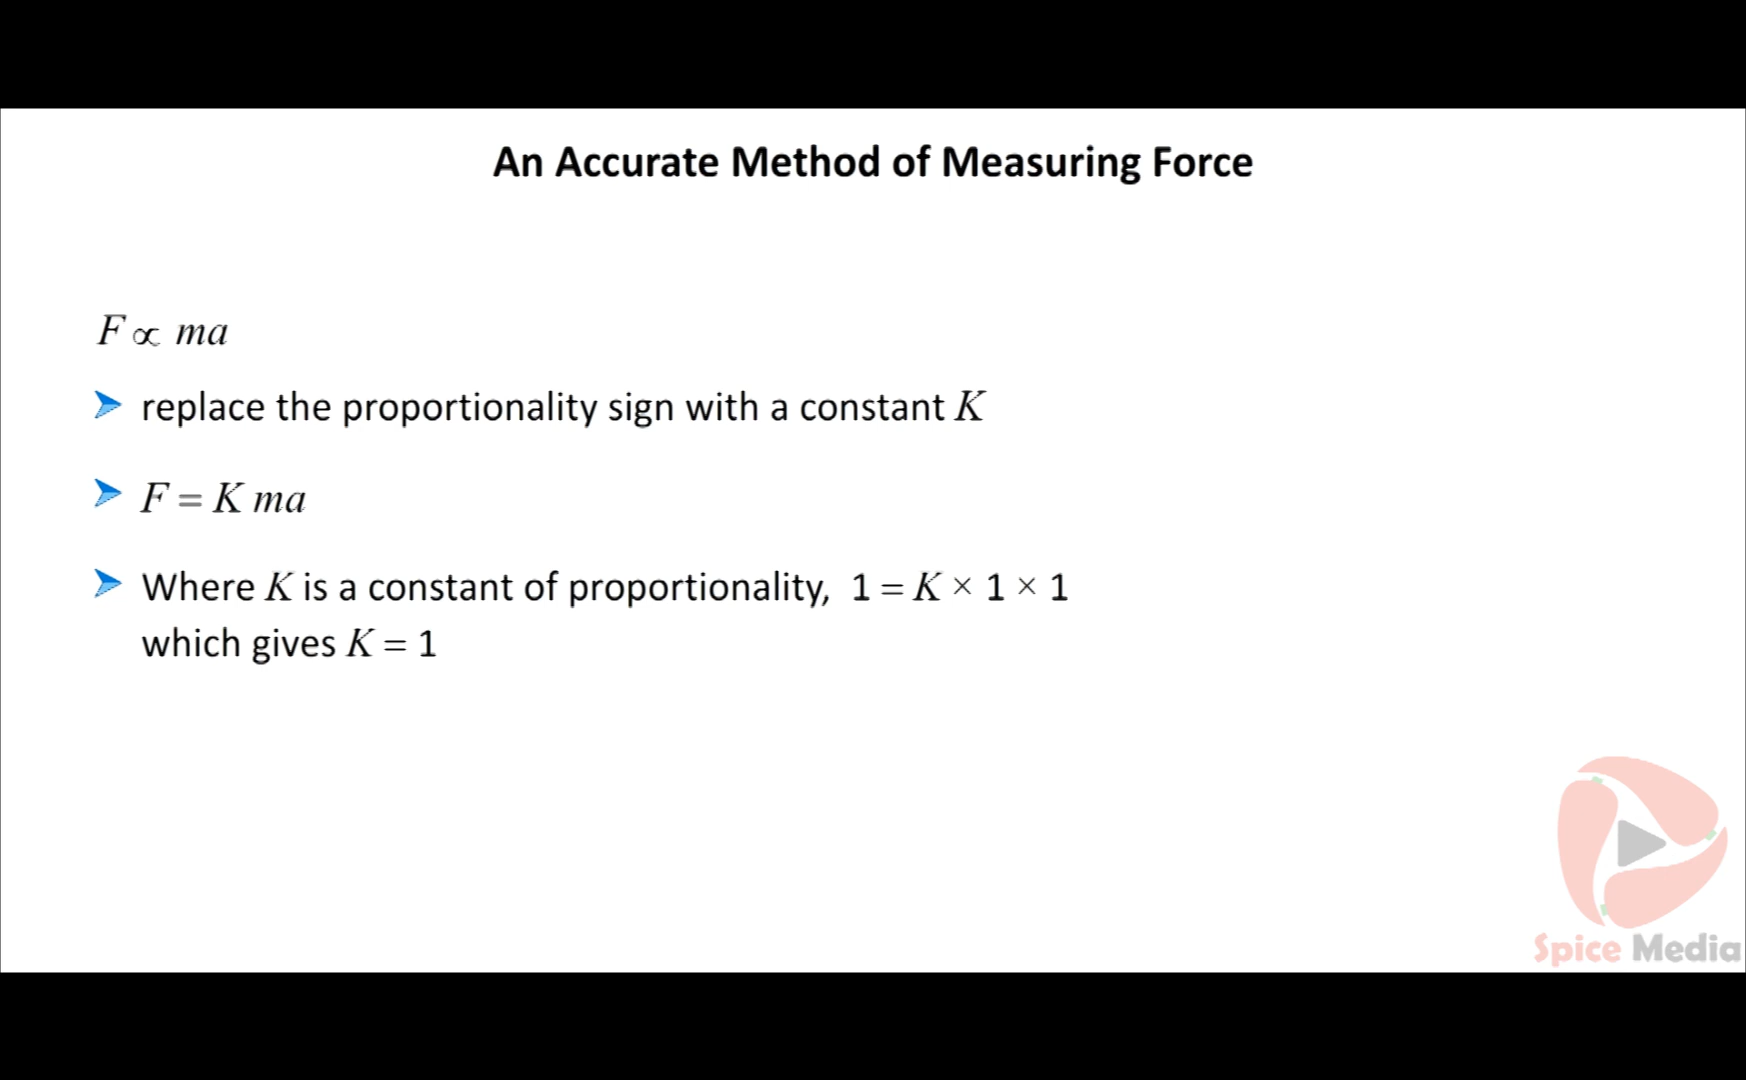 An Accurate Method of Measuring Force
F ∝ ma
➤ replace the proportionality sign with a constant K
➤ F = K ma
➤ Where K is a constant of proportionality, 1 = K × 1 × 1
which gives K = 1
Spice Media